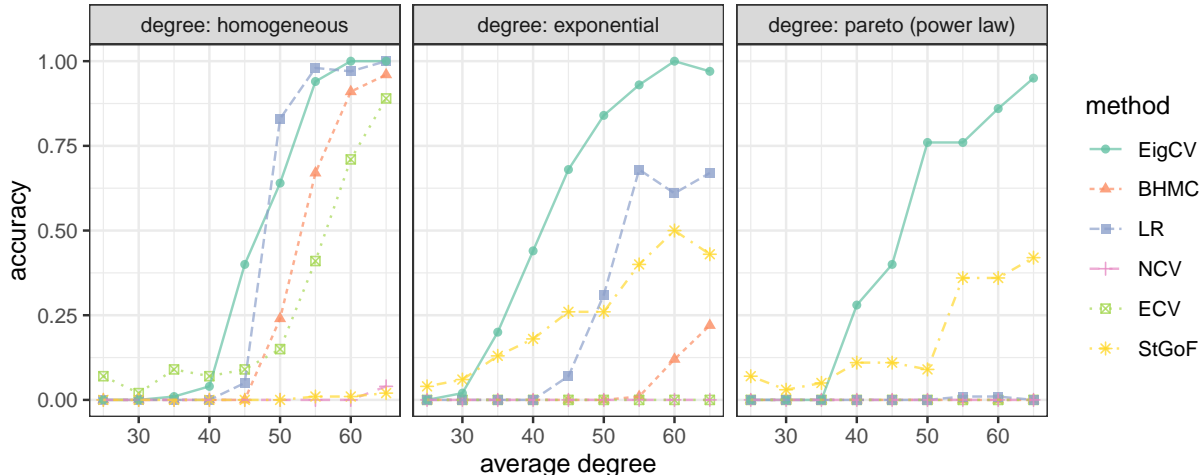 degree: homogeneous
degree: exponential
degree: pareto (power law)
1.00
0.75
0.50
0.25
0.00
accuracy
30
40
50
60
30
40
50
60
30
40
50
60
average degree
method
EigCV
BHMC
LR
NCV
ECV
StGoF